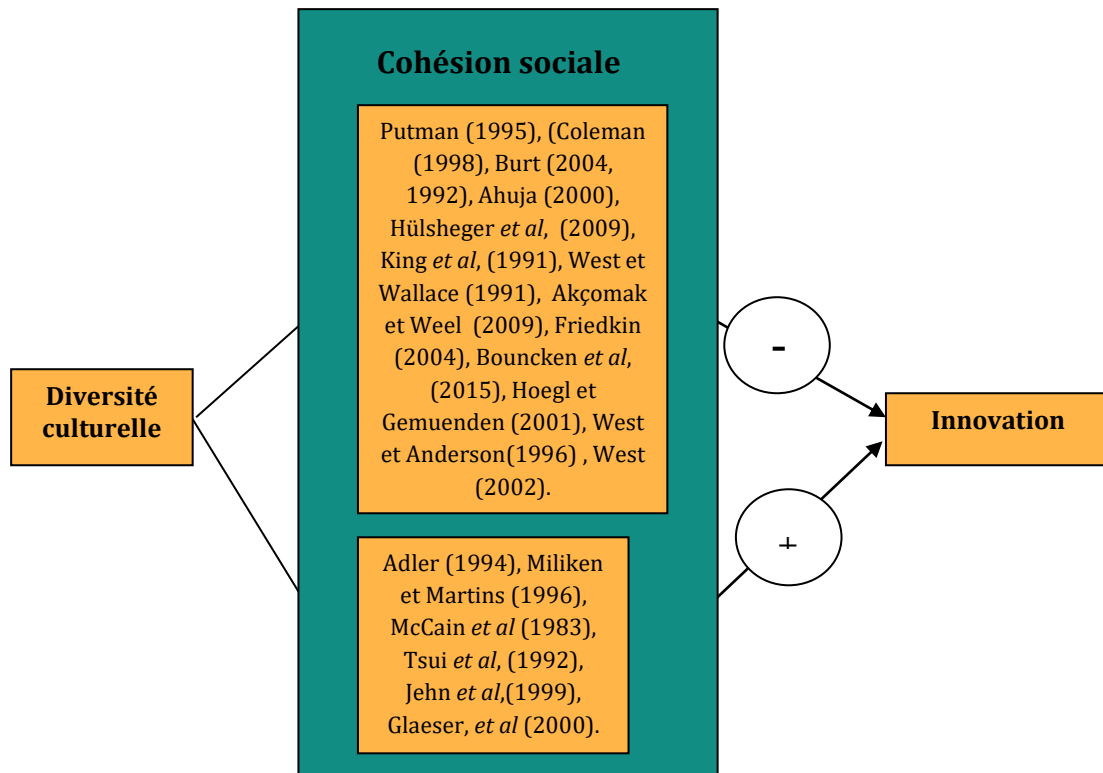 Cohésion sociale
Putman (1995), (Coleman
(1998), Burt (2004,
1992), Ahuja (2000),
Hülsheger et al, (2009),
King et al, (1991), West et
Wallace (1991), Akçomak
et Weel (2009), Friedkin
(2004), Bouncken et al,
(2015), Hoegl et
Gemuenden (2001), West
et Anderson(1996) , West
(2002).
Diversité
culturelle
-
Innovation
+
Adler (1994), Miliken
et Martins (1996),
McCain et al (1983),
Tsui et al, (1992),
Jehn et al,(1999),
Glaeser, et al (2000).